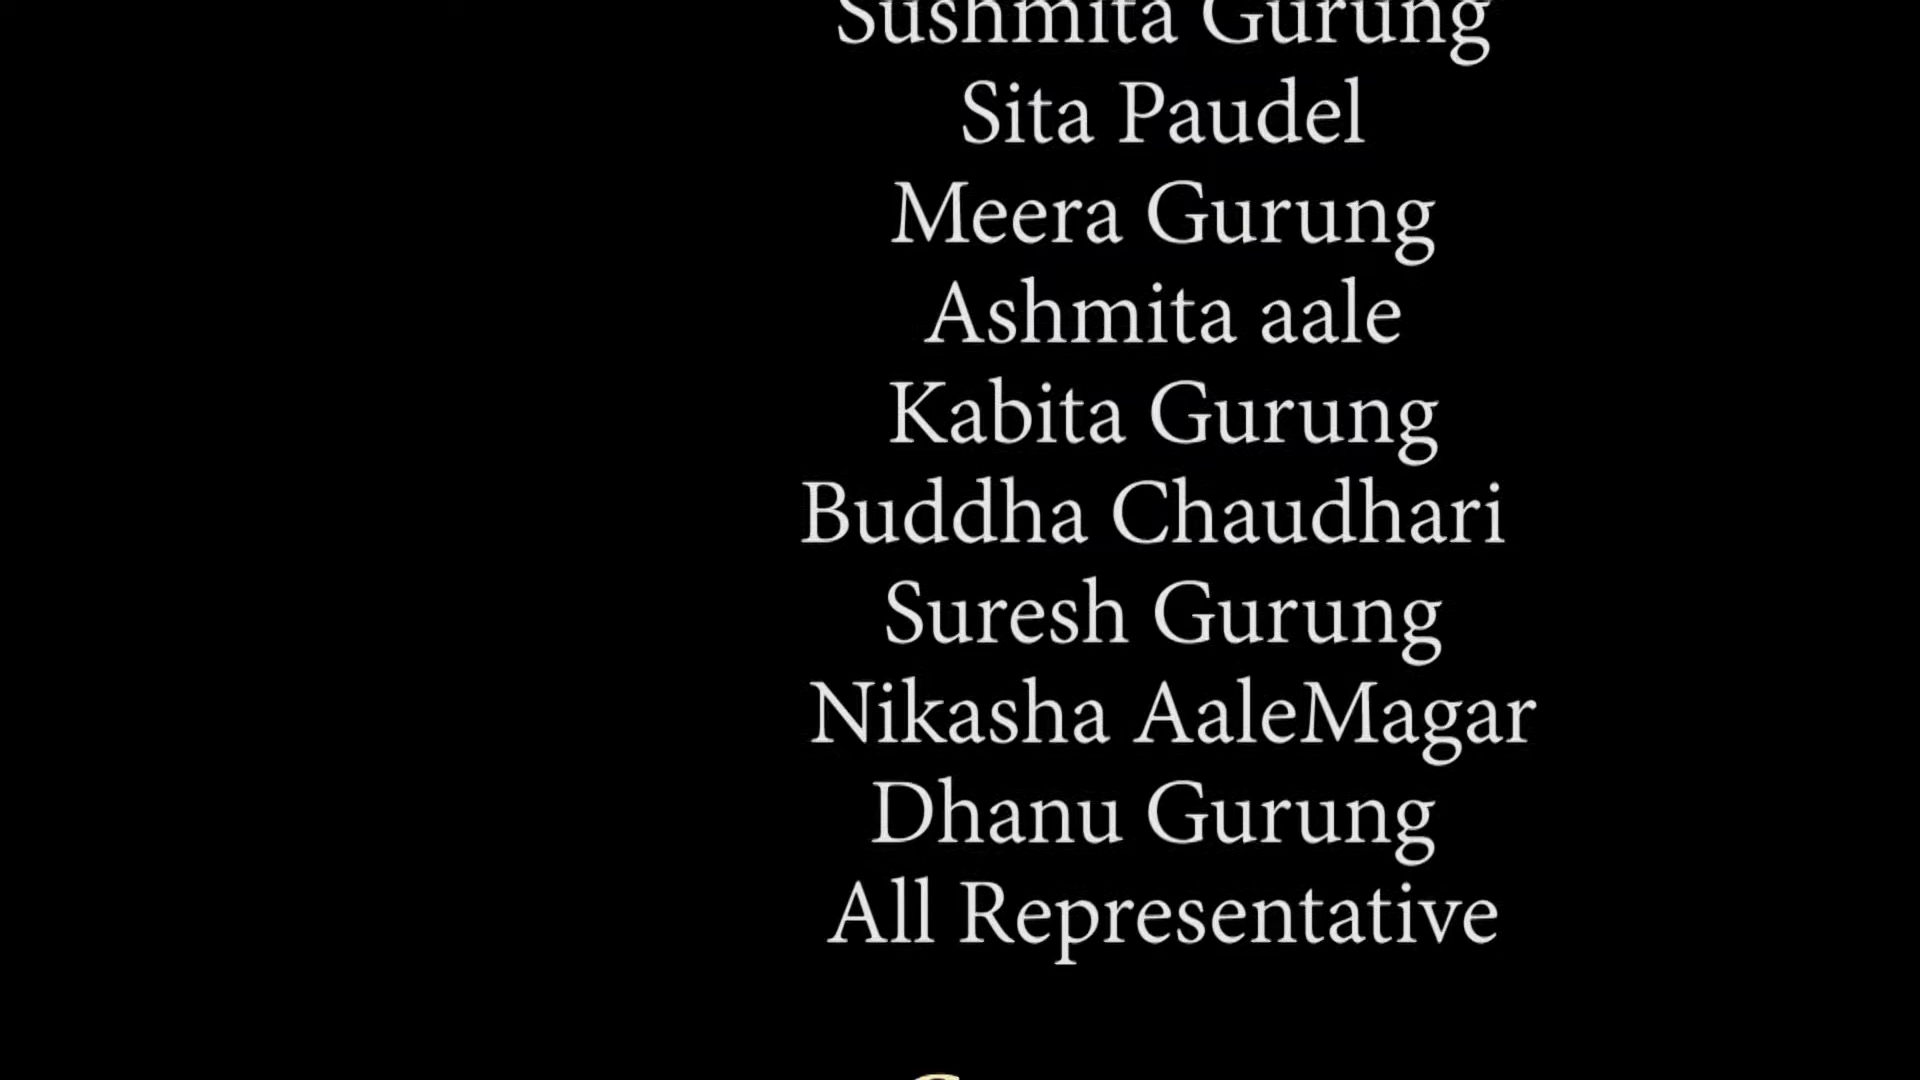 Sushmita Gurung
Sita Paudel
Meera Gurung
Ashmita aale
Kabita Gurung
Buddha Chaudhari
Suresh Gurung
Nikasha AaleMagar
Dhanu Gurung
All Representative